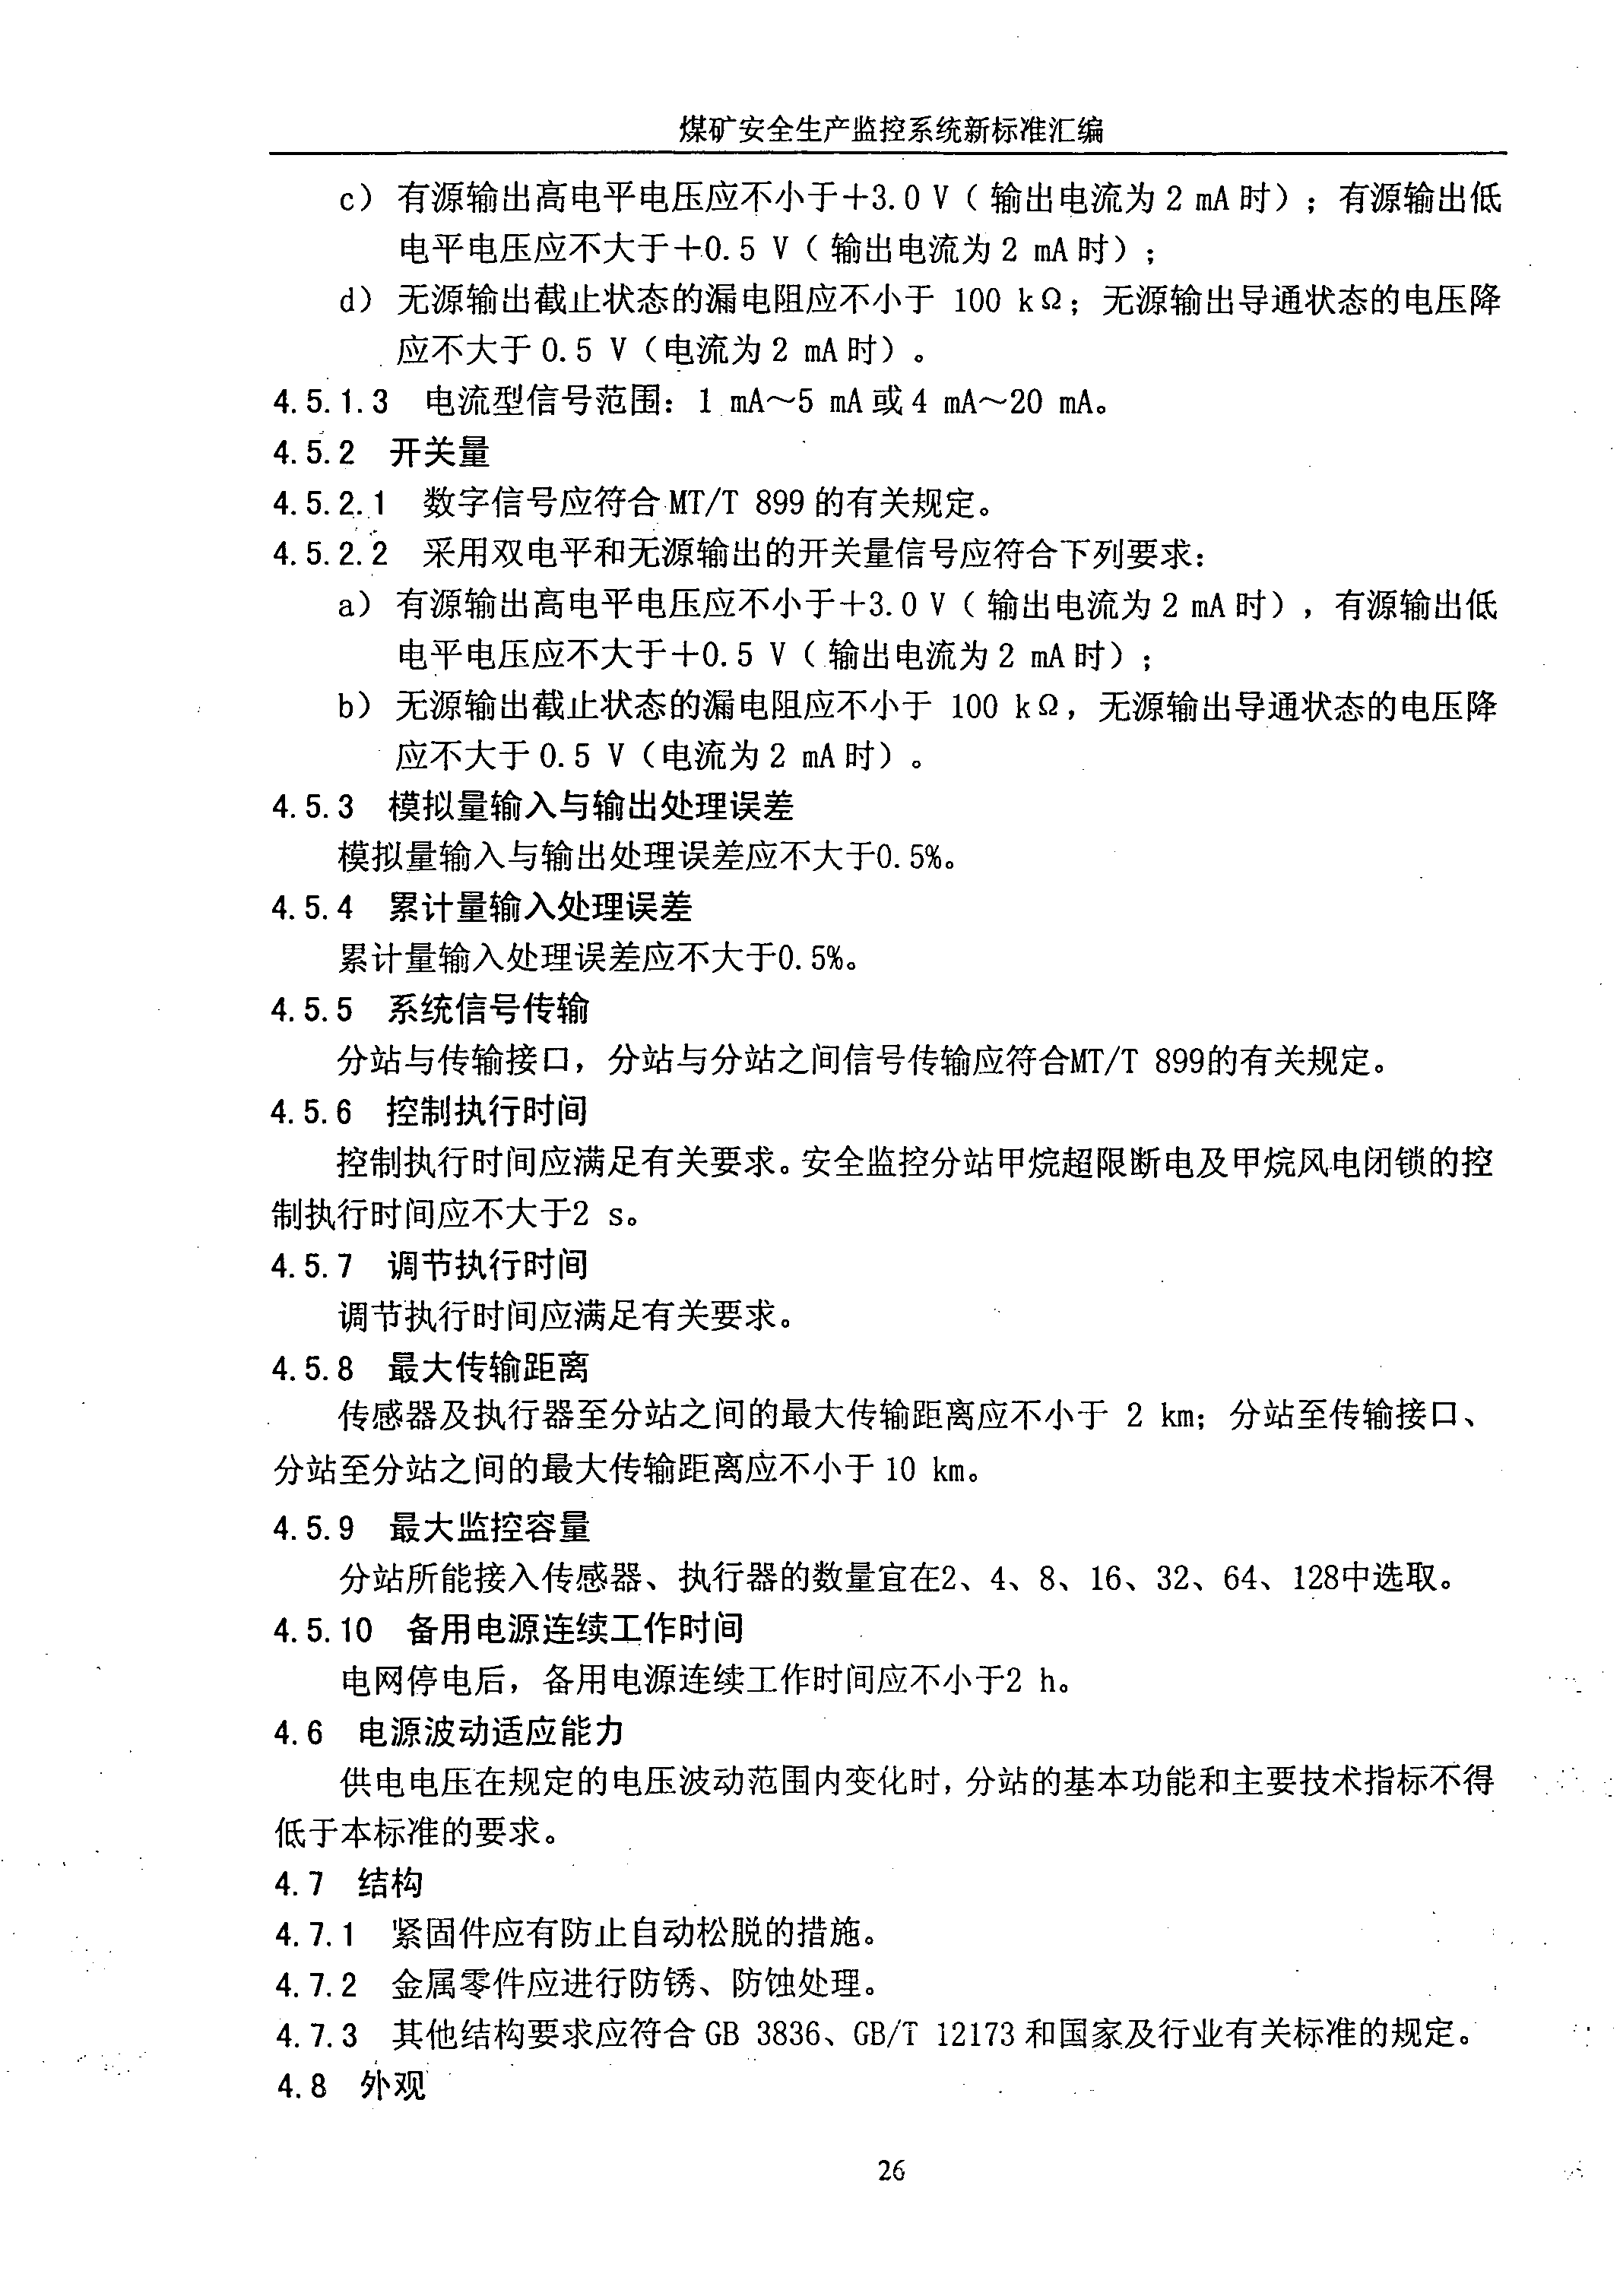 煤矿安全生产监控系统新标准汇编
c） 有源输出高电平电压应不小于＋3.0 V（ 输出电流为 2 mA 时）；有源输出低
电平电压应不大于＋0.5 V（ 输出电流为 2 mA 时）；
d） 无源输出截止状态的漏电阻应不小于 100 kΩ；无源输出导通状态的电压降
应不大于 0.5 V（电流为 2 mA 时）。
4.5.1.3 电流型信号范围：1 mA～5 mA 或 4 mA～20 mA。
4.5.2 开关量
4.5.2.1 数字信号应符合 MT/T 899 的有关规定。
4.5.2.2 采用双电平和无源输出的开关量信号应符合下列要求：
a） 有源输出高电平电压应不小于＋3.0 V（ 输出电流为 2 mA 时），有源输出低
电平电压应不大于＋0.5 V（ 输出电流为 2 mA 时）；
b） 无源输出截止状态的漏电阻应不小于 100 kΩ，无源输出导通状态的电压降
应不大于 0.5 V（电流为 2 mA 时）。
4.5.3 模拟量输入与输出处理误差
模拟量输入与输出处理误差应不大于0.5%。
4.5.4 累计量输入处理误差
累计量输入处理误差应不大于0.5%。
4.5.5 系统信号传输
分站与传输接口，分站与分站之间信号传输应符合MT/T 899的有关规定。
4.5.6 控制执行时间
控制执行时间应满足有关要求。安全监控分站甲烷超限断电及甲烷风电闭锁的控
制执行时间应不大于2 s。
4.5.7 调节执行时间
调节执行时间应满足有关要求。
4.5.8 最大传输距离
传感器及执行器至分站之间的最大传输距离应不小于 2 km；分站至传输接口、
分站至分站之间的最大传输距离应不小于 10 km。
4.5.9 最大监控容量
分站所能接入传感器、执行器的数量宜在2、4、8、16、32、64、128中选取。
4.5.10 备用电源连续工作时间
电网停电后，备用电源连续工作时间应不小于2 h。
4.6 电源波动适应能力
供电电压在规定的电压波动范围内变化时，分站的基本功能和主要技术指标不得
低于本标准的要求。
4.7 结构
4.7.1 紧固件应有防止自动松脱的措施。
4.7.2 金属零件应进行防锈、防蚀处理。
4.7.3 其他结构要求应符合 GB 3836、GB/T 12173 和国家及行业有关标准的规定。
4.8 外观
26